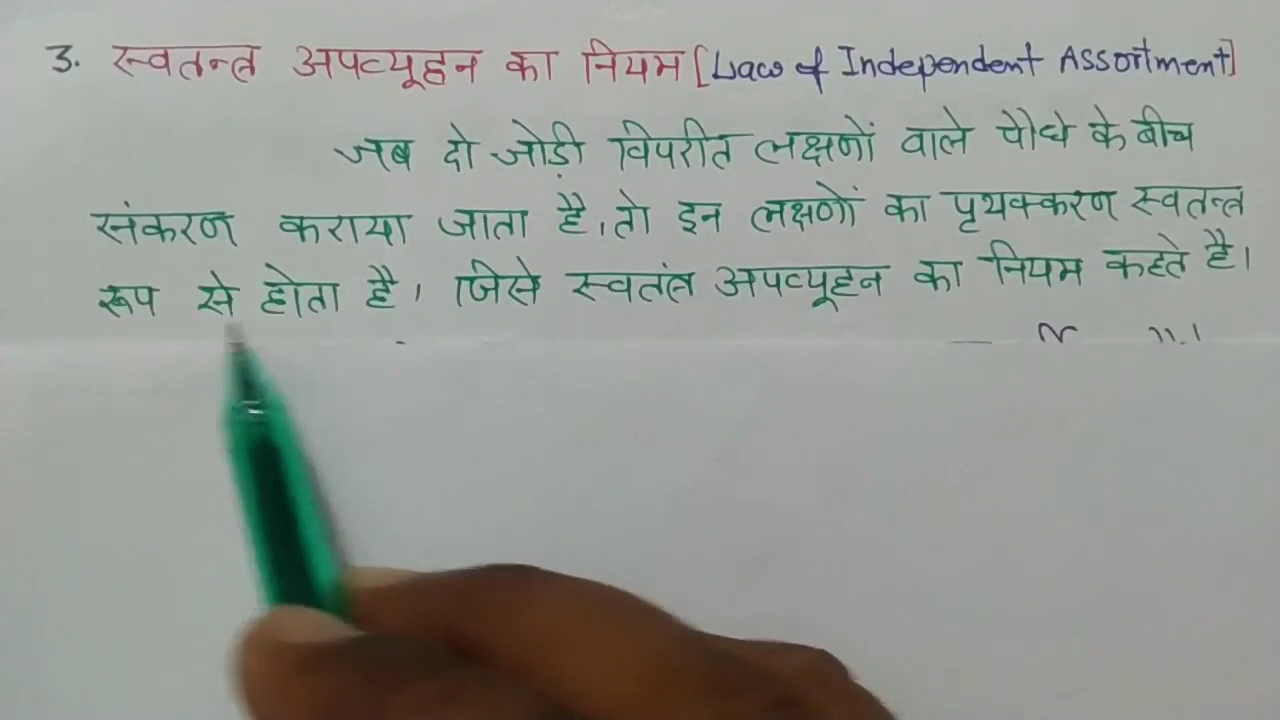 3. स्वतन्त्र अपव्यूहन का नियम [Law of Independent Assortment]
जब दो जोड़ी विपरीत लक्षणों वाले पौधे के बीच
संकरण कराया जाता है, तो इन लक्षणों का पृथक्करण स्वतन्त्र
रूप से होता है। जिसे स्वतंत्र अपव्यूहन का नियम कहते है।